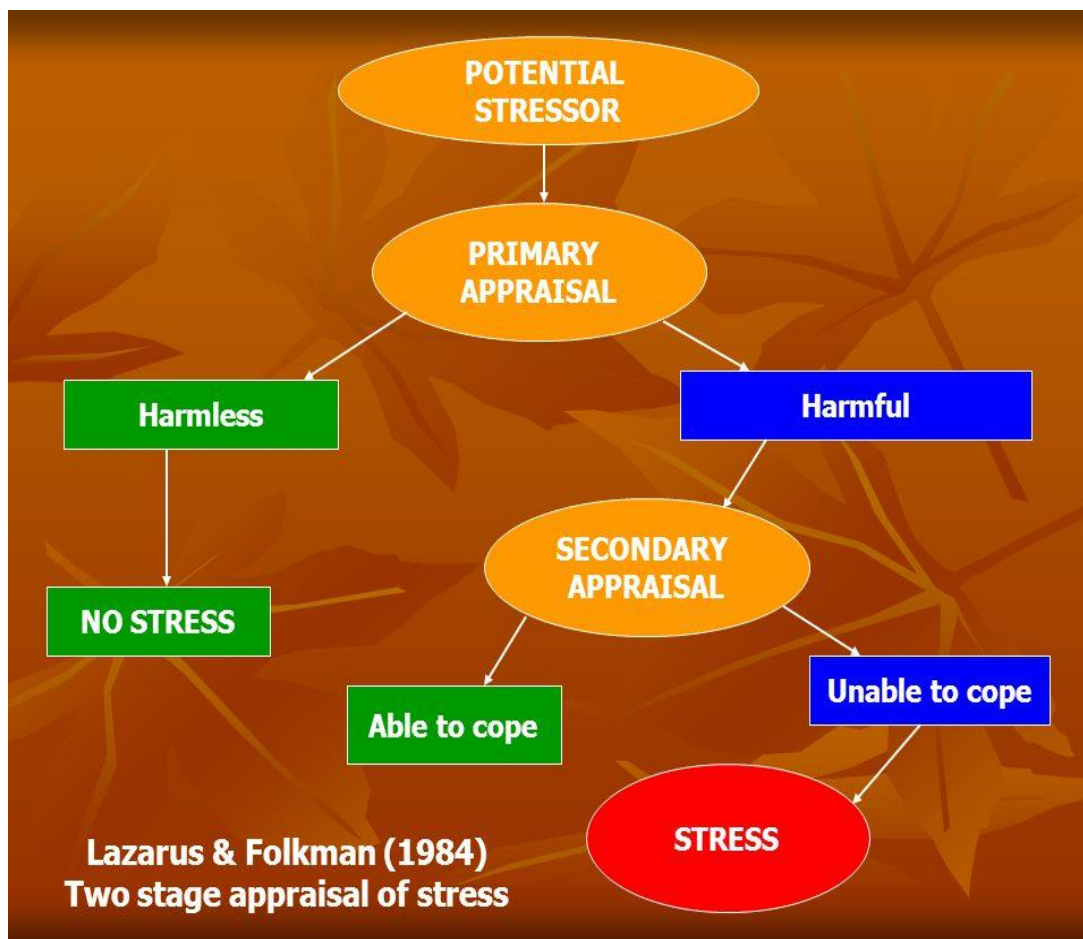 POTENTIAL
STRESSOR
PRIMARY
APPRAISAL
Harmless
Harmful
SECONDARY
APPRAISAL
NO STRESS
Able to cope
Unable to cope
STRESS
Lazarus & Folkman (1984)
Two stage appraisal of stress